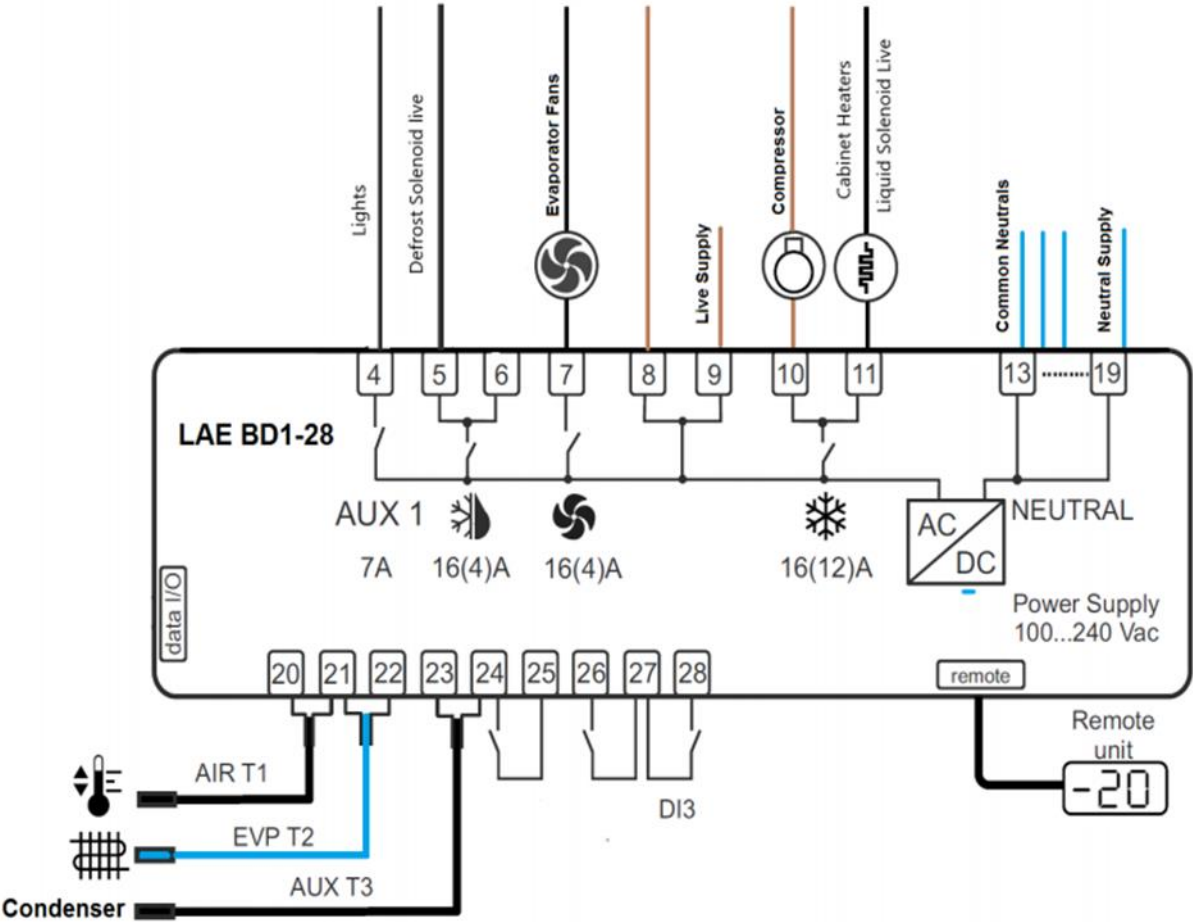 Lights
Defrost Solenoid live
Evaporator Fans
Live Supply
Compressor
Cabinet Heaters
Liquid Solenoid Live
Common Neutrals
Neutral Supply
4
5
6
7
8
9
10
11
13
19
LAE BD1-28
AUX 1
7A
16(4)A
16(4)A
16(12)A
AC
DC
NEUTRAL
Power Supply
100...240 Vac
data I/O
20
21
22
23
24
25
26
27
28
remote
Remote
unit
-20
AIR T1
DI3
EVP T2
AUX T3
Condenser